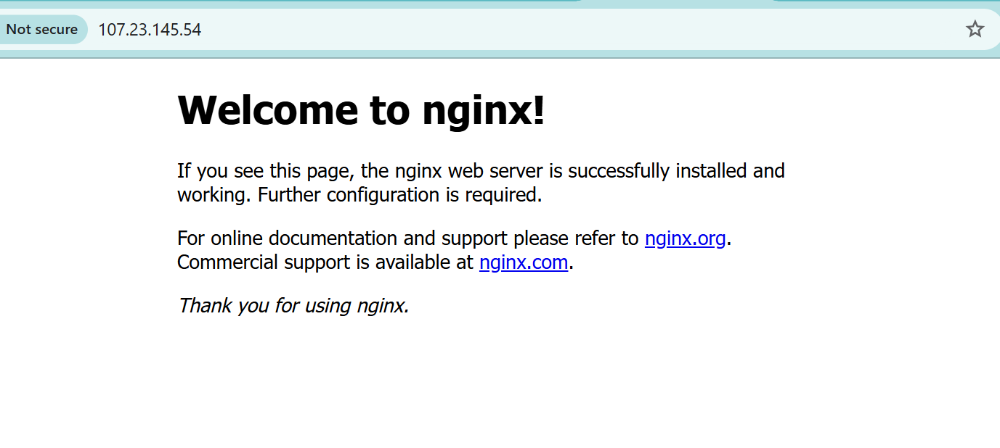 Not secure 107.23.145.54
Welcome to nginx!
If you see this page, the nginx web server is successfully installed and
working. Further configuration is required.
For online documentation and support please refer to nginx.org.
Commercial support is available at nginx.com.
Thank you for using nginx.